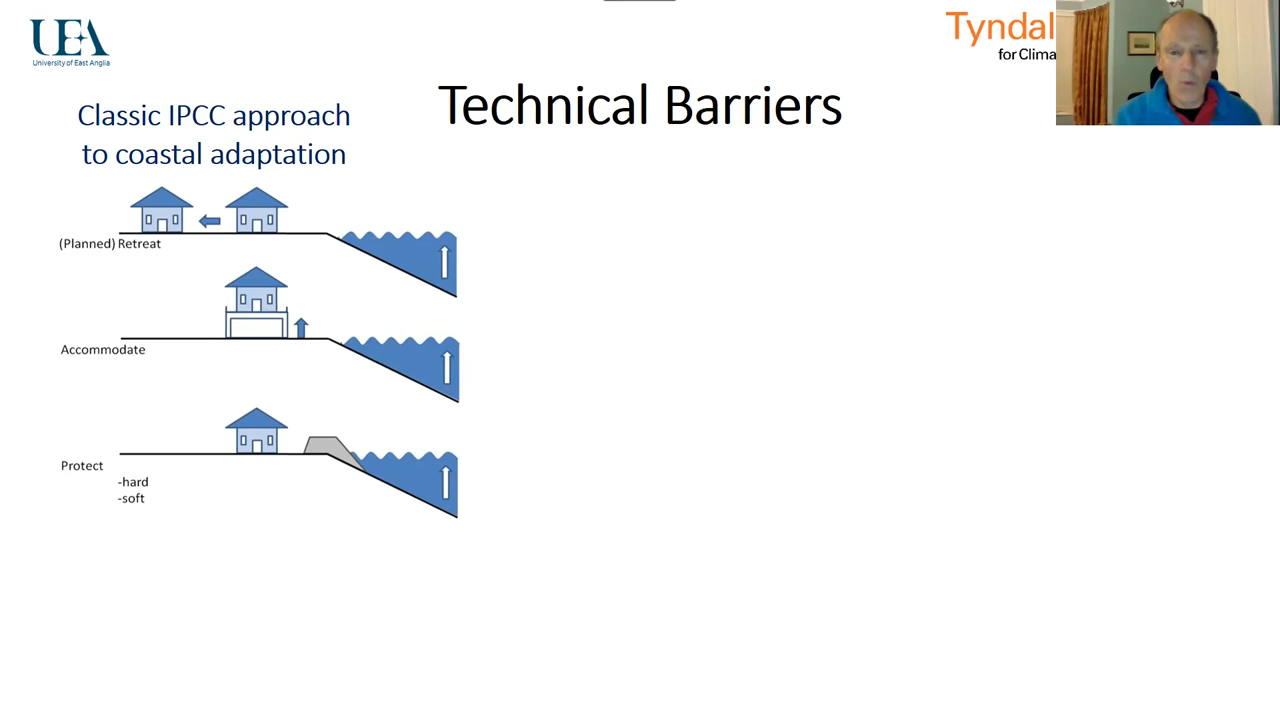 UEA
University of East Anglia
Tyndal
for Clima
Technical Barriers
Classic IPCC approach
to coastal adaptation
(Planned) Retreat
Accommodate
Protect
-hard
-soft